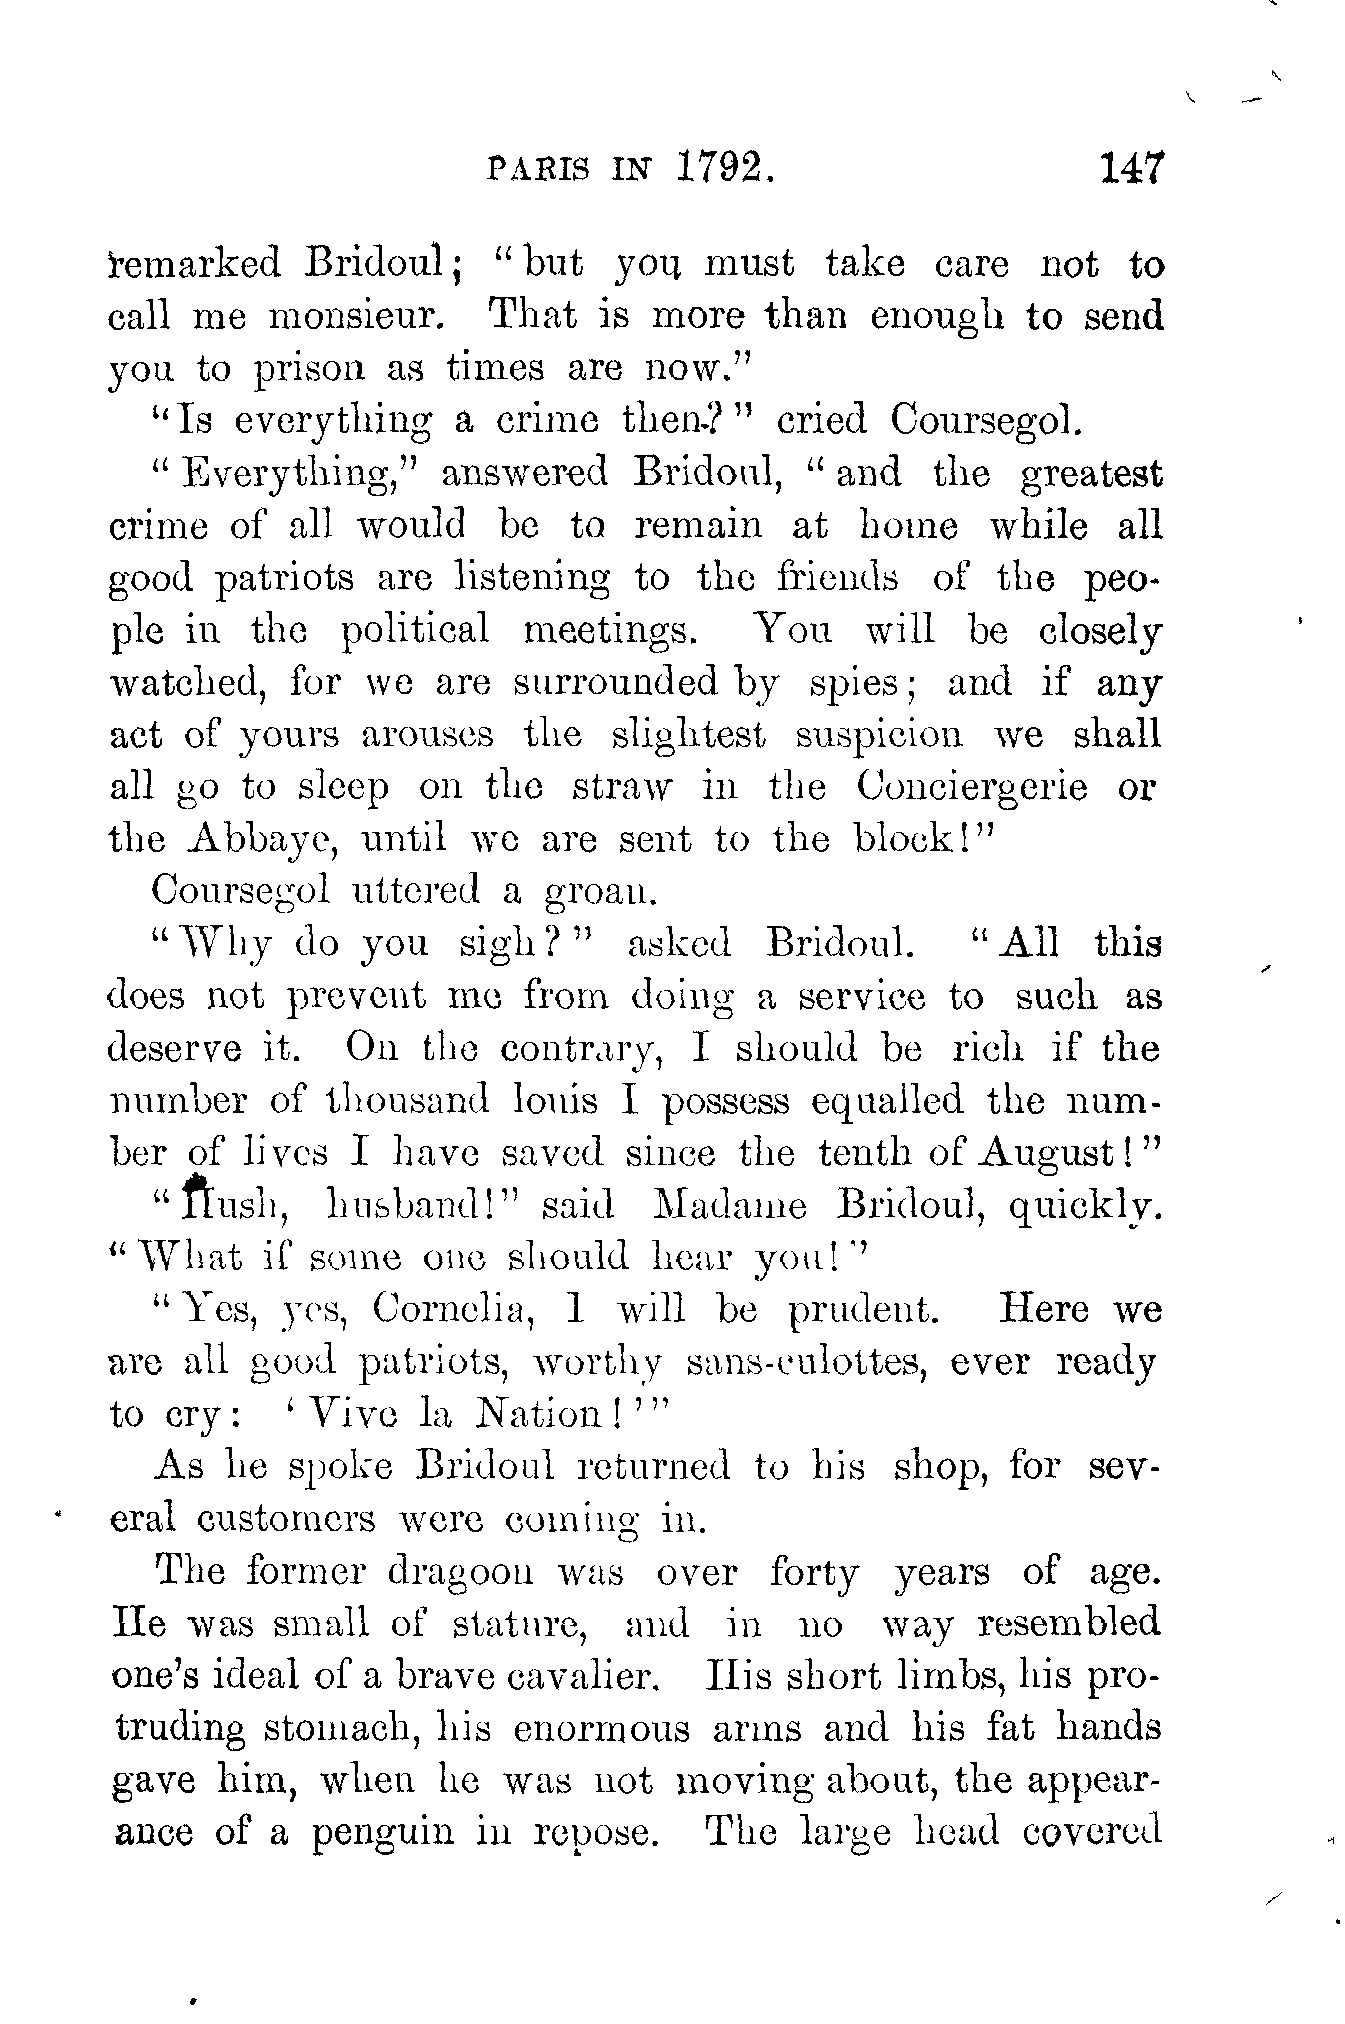 PARIS IN 1792. 147
remarked Bridoul; "but you must take care not to
call me monsieur. That is more than enough to send
you to prison as times are now."
"Is everything a crime then?" cried Coursegol.
"Everything," answered Bridoul, "and the greatest
crime of all would be to remain at home while all
good patriots are listening to the friends of the peo-
ple in the political meetings. You will be closely
watched, for we are surrounded by spies; and if any
act of yours arouses the slightest suspicion we shall
all go to sleep on the straw in the Conciergerie or
the Abbaye, until we are sent to the block!"
Coursegol uttered a groan.
"Why do you sigh?" asked Bridoul. "All this
does not prevent me from doing a service to such as
deserve it. On the contrary, I should be rich if the
number of thousand louis I possess equalled the num-
ber of lives I have saved since the tenth of August!"
"Hush, husband!" said Madame Bridoul, quickly.
"What if some one should hear you!"
"Yes, yes, Cornelia, I will be prudent. Here we
are all good patriots, worthy sans-culottes, ever ready
to cry: 'Vive la Nation!'"
As he spoke Bridoul returned to his shop, for sev-
eral customers were coming in.
The former dragoon was over forty years of age.
He was small of stature, and in no way resembled
one's ideal of a brave cavalier. His short limbs, his pro-
truding stomach, his enormous arms and his fat hands
gave him, when he was not moving about, the appear-
ance of a penguin in repose. The large head covered